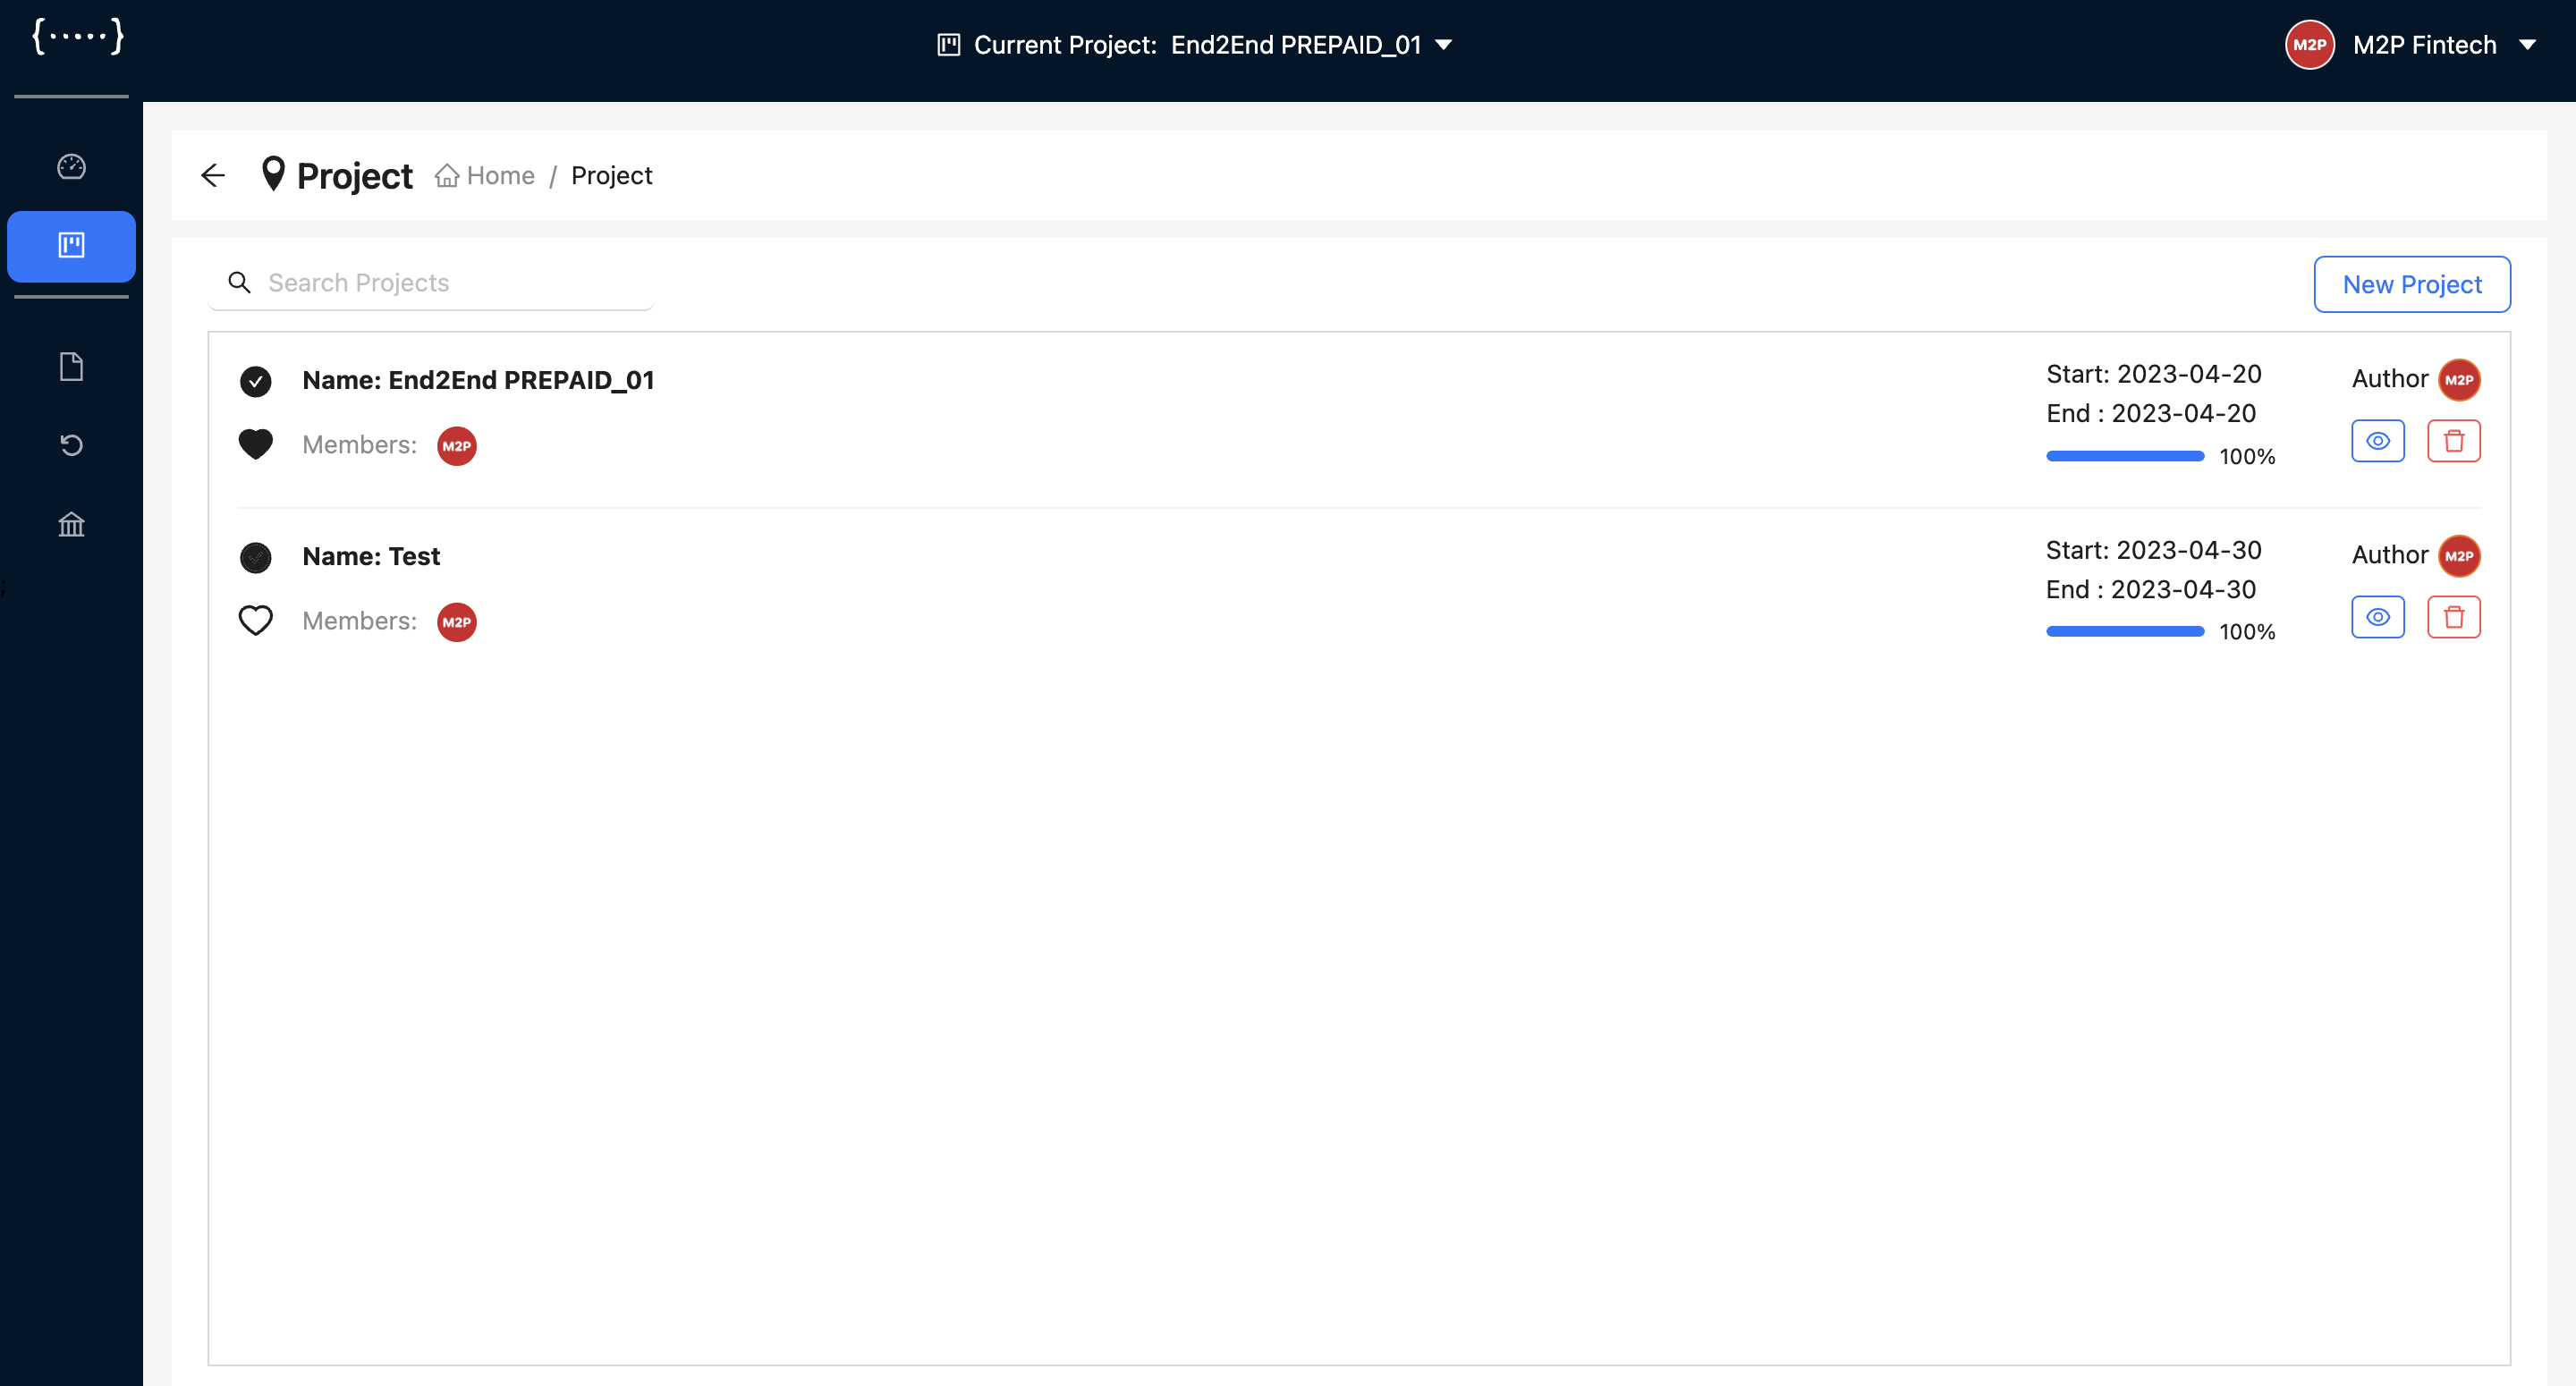 {·····}
Current Project: End2End PREPAID_01
M2P M2P Fintech
Project Home / Project
Search Projects
New Project
Name: End2End PREPAID_01
Members: M2P
Start: 2023-04-20
End : 2023-04-20
100%
Author M2P
Name: Test
Members: M2P
Start: 2023-04-30
End : 2023-04-30
100%
Author M2P
;